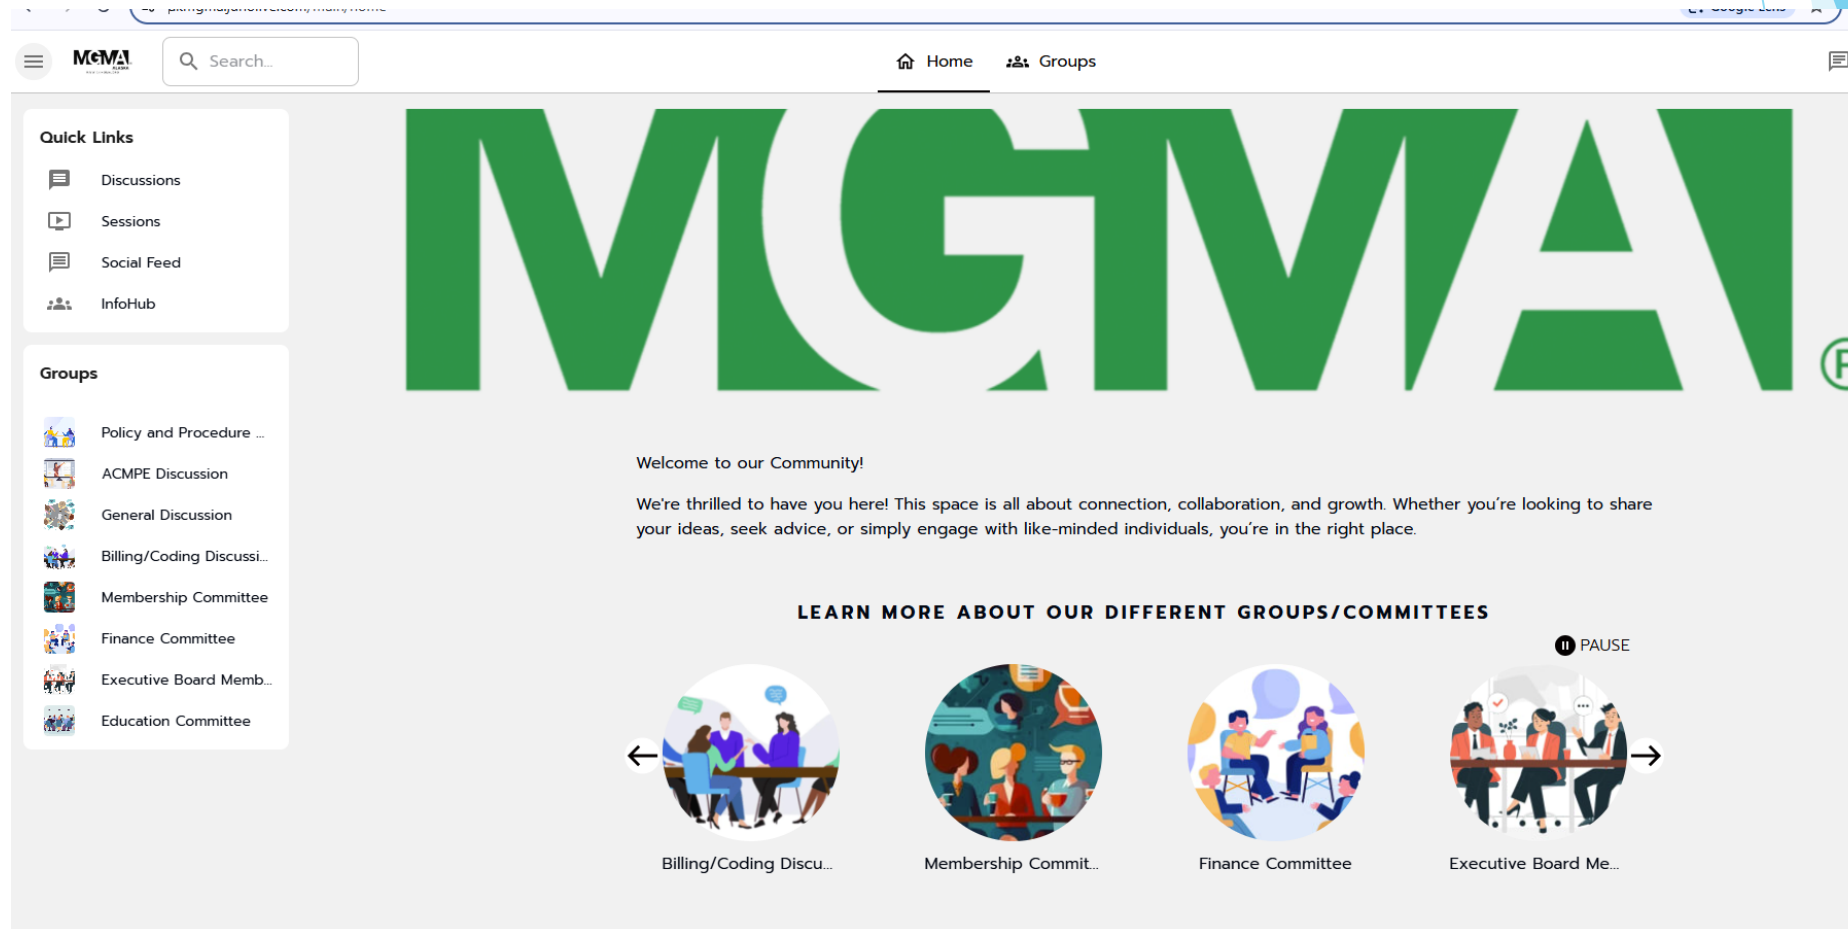 MGMA
ALASKA
Search...
Home
Groups
Quick Links
Discussions
Sessions
Social Feed
InfoHub
Groups
Policy and Procedure ...
ACMPE Discussion
General Discussion
Billing/Coding Discussi...
Membership Committee
Finance Committee
Executive Board Memb...
Education Committee
MGMA®
Welcome to our Community!
We're thrilled to have you here! This space is all about connection, collaboration, and growth. Whether you’re looking to share
your ideas, seek advice, or simply engage with like-minded individuals, you’re in the right place.
LEARN MORE ABOUT OUR DIFFERENT GROUPS/COMMITTEES
PAUSE
Billing/Coding Discu...
Membership Commit...
Finance Committee
Executive Board Me...